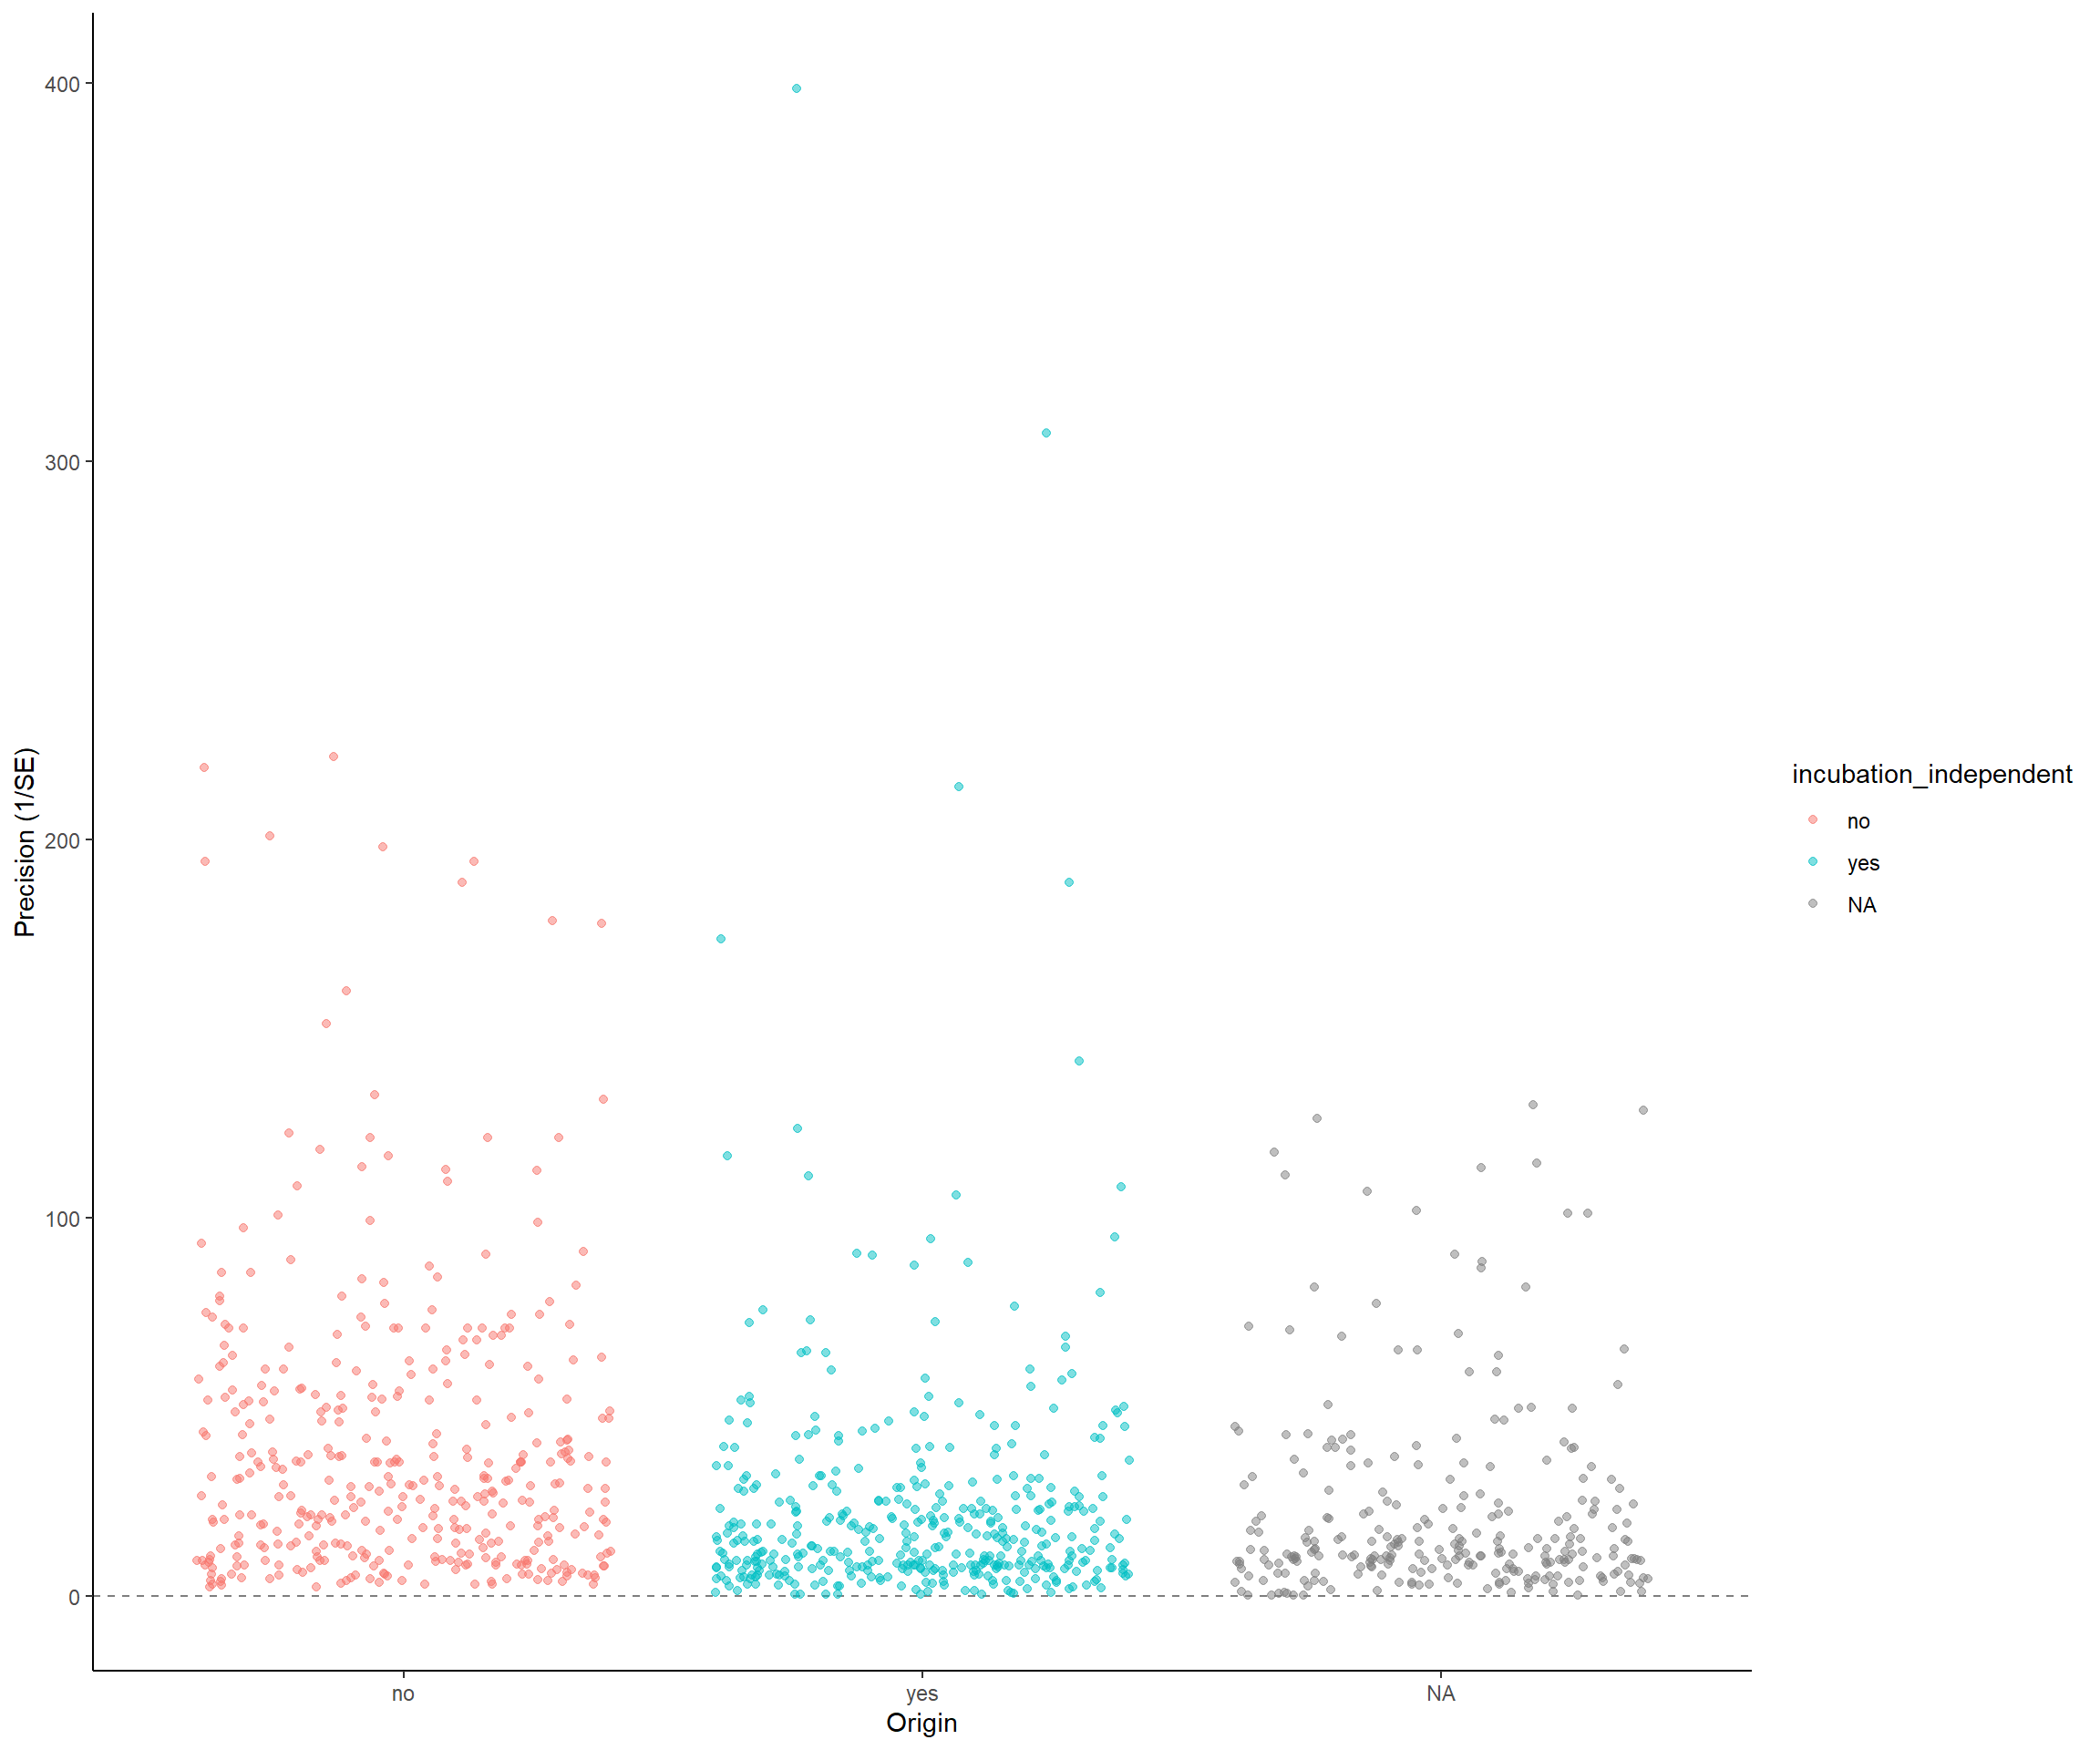 400
300
200
100
0
Precision (1/SE)
no
yes
NA
Origin
incubation_independent
no
yes
NA